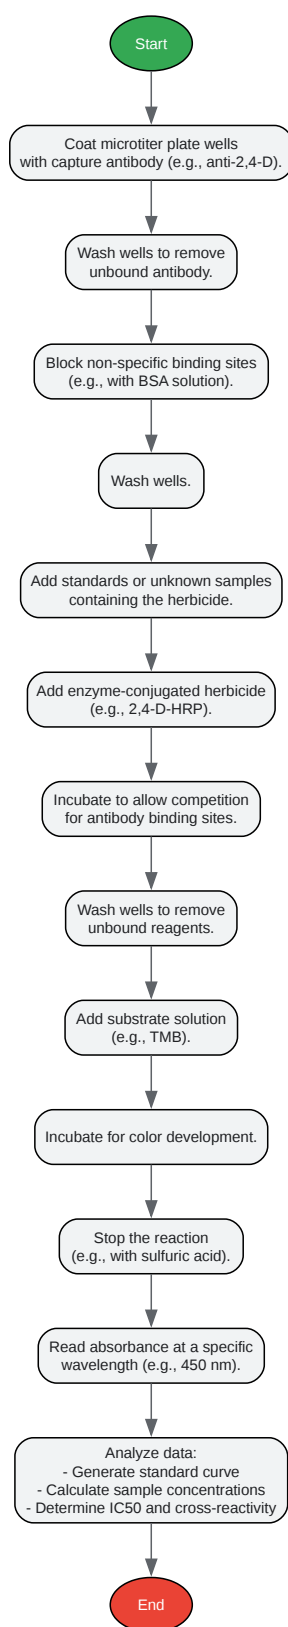 Start
Coat microtiter plate wells
with capture antibody (e.g., anti-2,4-D).
Wash wells to remove
unbound antibody.
Block non-specific binding sites
(e.g., with BSA solution).
Wash wells.
Add standards or unknown samples
containing the herbicide.
Add enzyme-conjugated herbicide
(e.g., 2,4-D-HRP).
Incubate to allow competition
for antibody binding sites.
Wash wells to remove
unbound reagents.
Add substrate solution
(e.g., TMB).
Incubate for color development.
Stop the reaction
(e.g., with sulfuric acid).
Read absorbance at a specific
wavelength (e.g., 450 nm).
Analyze data:
- Generate standard curve
- Calculate sample concentrations
- Determine IC50 and cross-reactivity
End